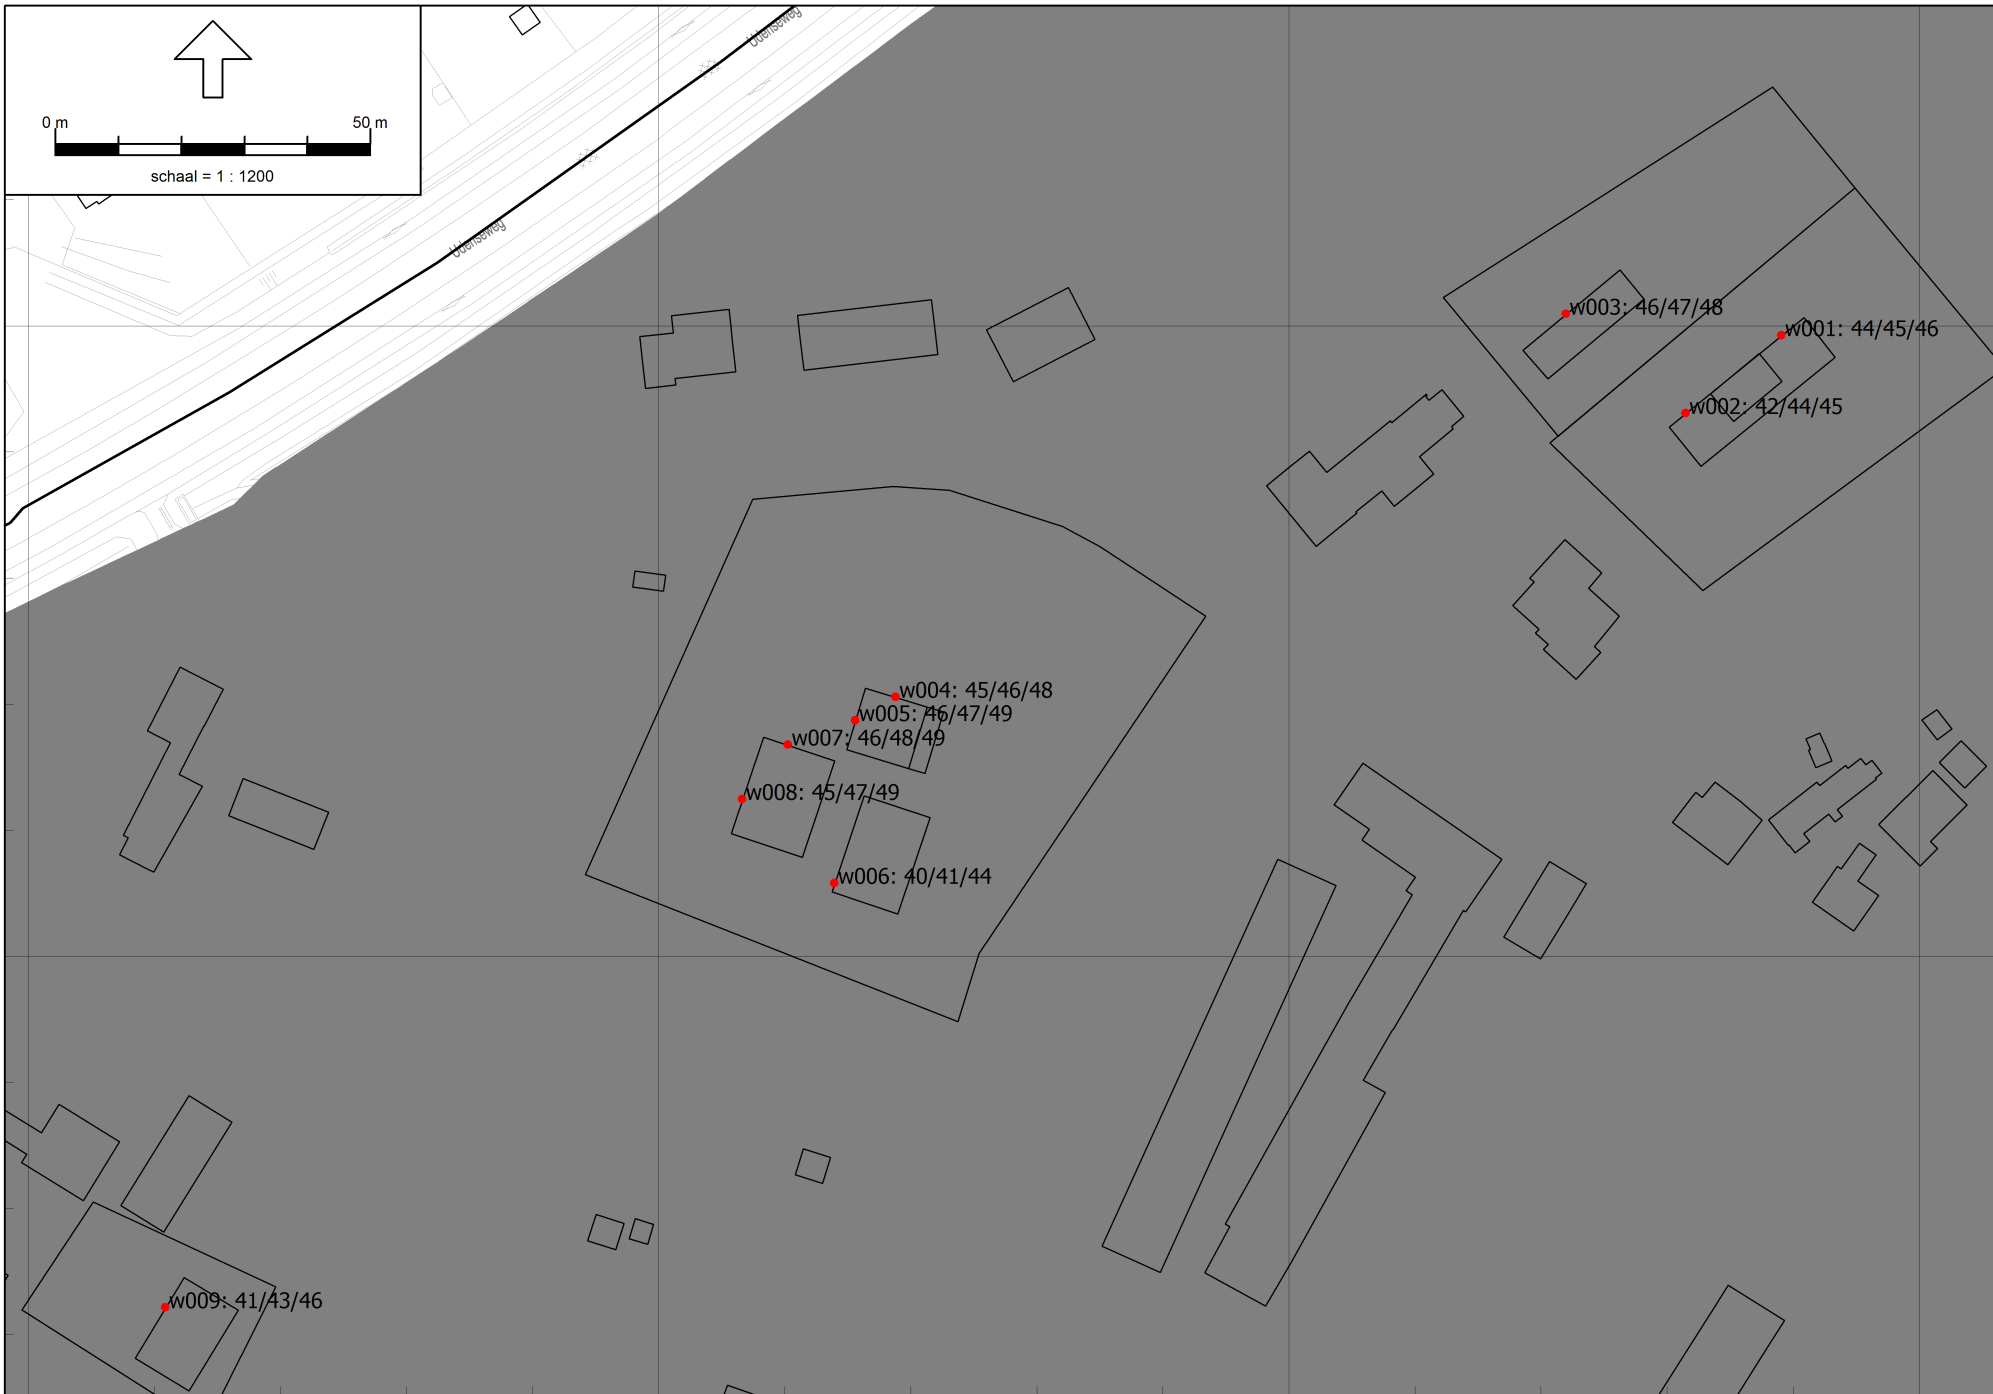 Udenseweg
0 m 50 m
schaal = 1 : 1200
Udenseweg
w003: 46/47/48
w001: 44/45/46
w002: 42/44/45
w004: 45/46/48
w005: 46/47/49
w007: 46/48/49
w008: 45/47/49
w006: 40/41/44
w009: 41/43/46